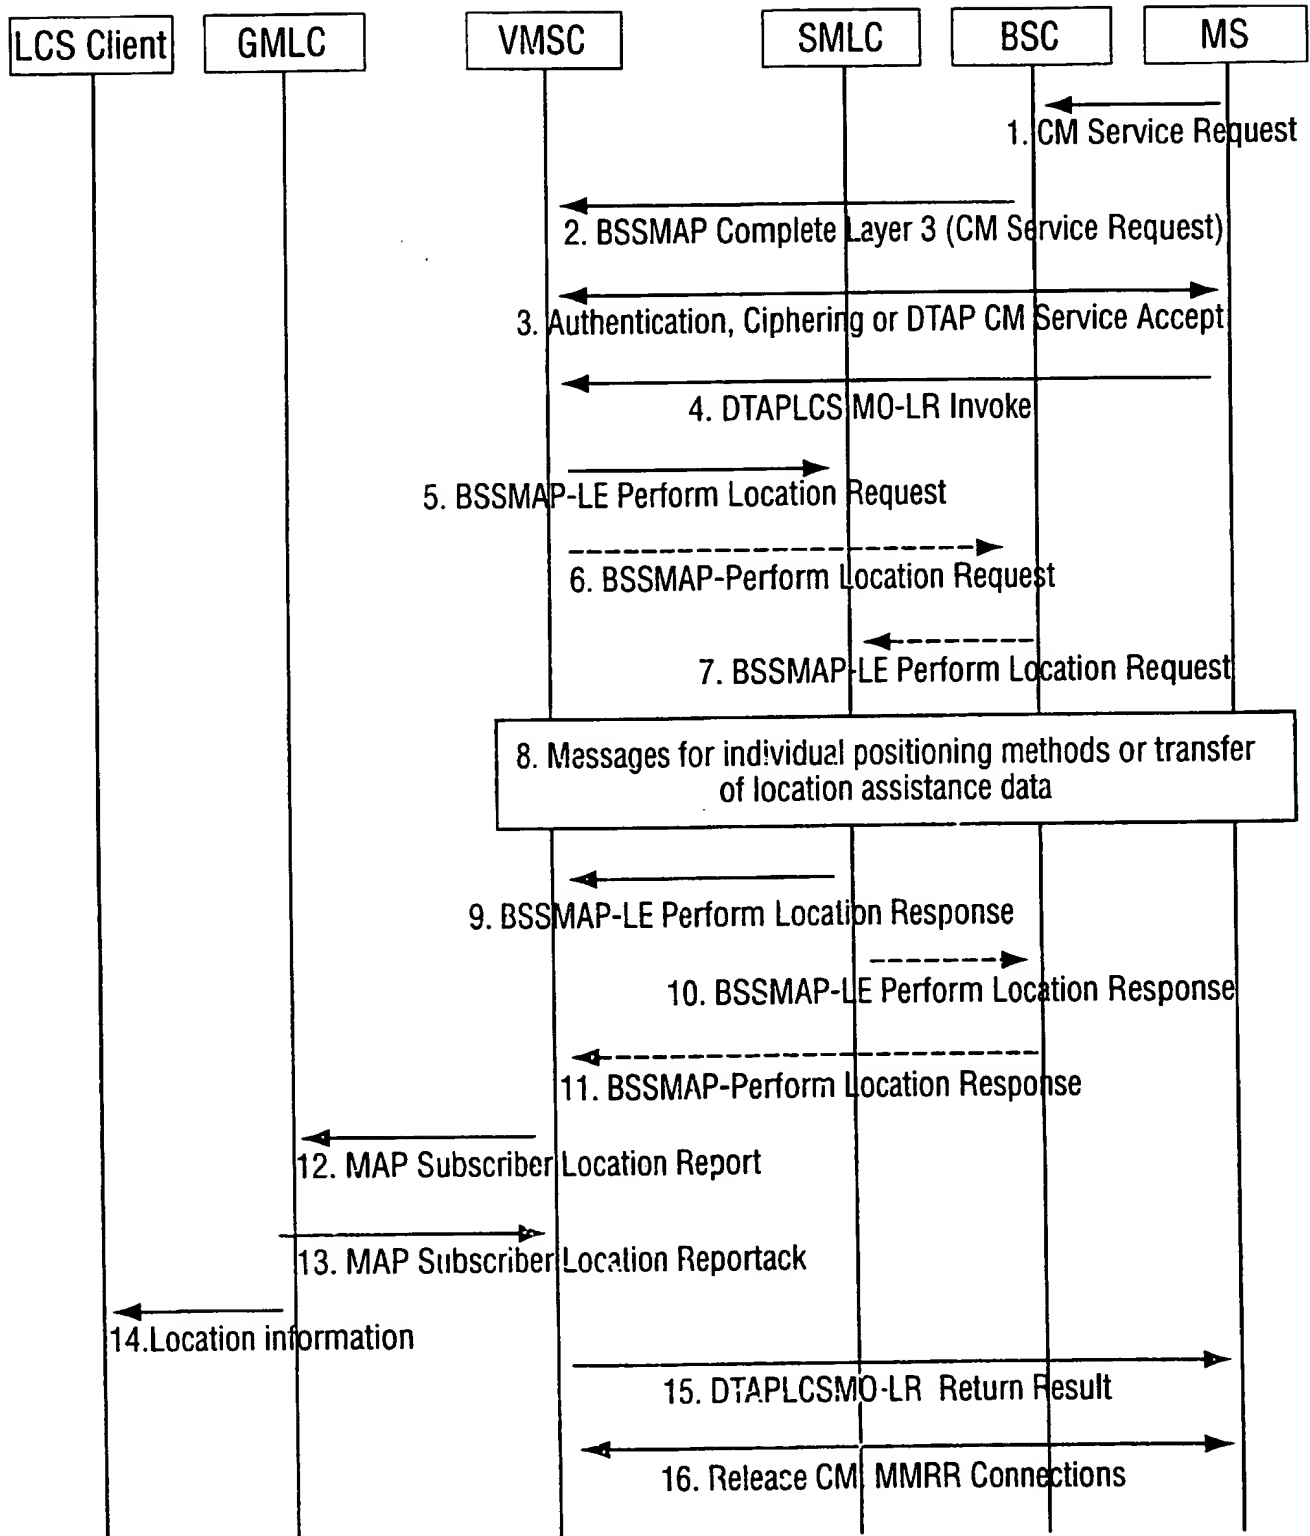 LCS Client
GMLC
VMSC
SMLC
BSC
MS
1. CM Service Request
2. BSSMAP Complete Layer 3 (CM Service Request)
3. Authentication, Ciphering or DTAP CM Service Accept
4. DTAPLCS MO-LR Invoke
5. BSSMAP-LE Perform Location Request
6. BSSMAP-Perform Location Request
7. BSSMAP-LE Perform Location Request
8. Messages for individual positioning methods or transfer
of location assistance data
9. BSSMAP-LE Perform Location Response
10. BSSMAP-LE Perform Location Response
11. BSSMAP-Perform Location Response
12. MAP Subscriber Location Report
13. MAP Subscriber Location Reportack
14.Location information
15. DTAPLCSMO-LR Return Result
16. Release CM, MMRR Connections